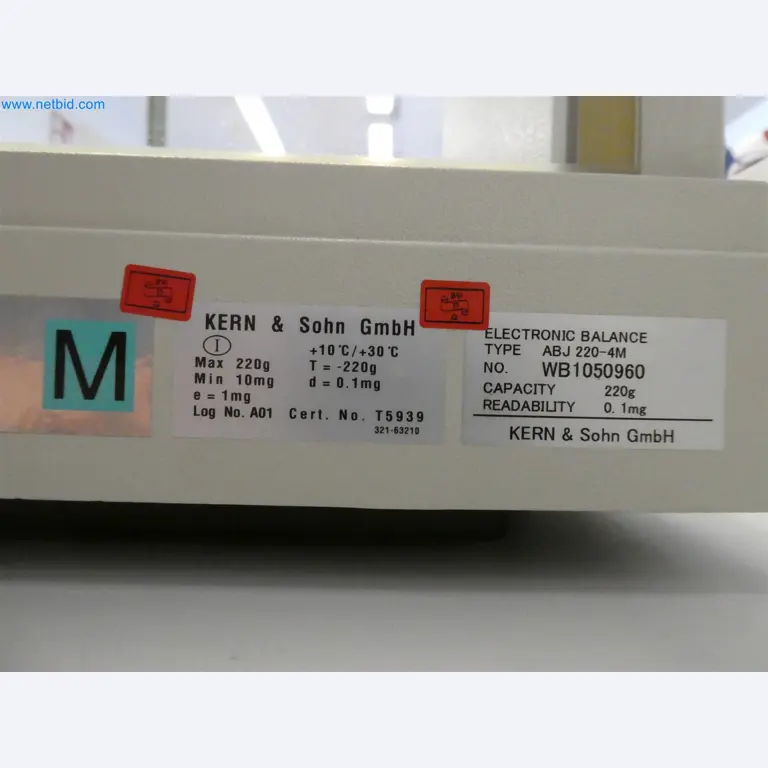 www.netbid.com
M
KERN & Sohn GmbH
I
+10℃/+30℃
Max 220g T = -220g
Min 10mg d = 0.1mg
e = 1mg
Log No. A01 Cert. No. T5939
321-63210
ELECTRONIC BALANCE
TYPE ABJ 220-4M
NO. WB1050960
CAPACITY 220g
READABILITY 0.1mg
KERN & Sohn GmbH